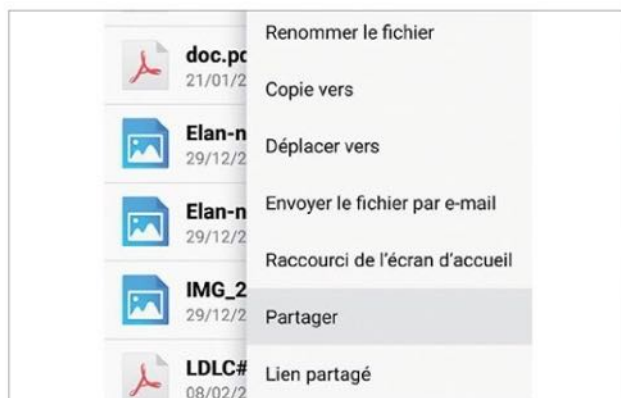 doc.pd
21/01/2
Elan-n
29/12/2
Elan-n
29/12/2
IMG_2
29/12/2
LDLC#
08/02/2
Renommer le fichier
Copie vers
Déplacer vers
Envoyer le fichier par e-mail
Raccourci de l'écran d'accueil
Partager
Lien partagé